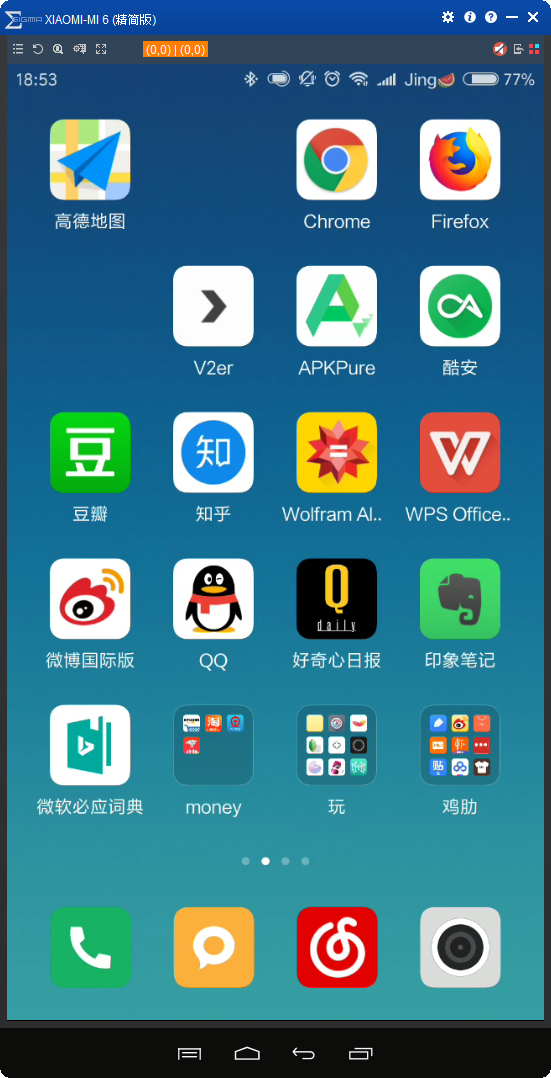 SIGMA XIAOMI-MI 6 (精简版)
(0,0) | (0,0)
18:53 Jing🍉 77%
高德地图 Chrome Firefox
V2er APKPure 酷安
豆 知 W
豆瓣 知乎 Wolfram Al.. WPS Office..
Q daily
微博国际版 QQ 好奇心日报 印象笔记
微软必应词典 money 玩 鸡肋